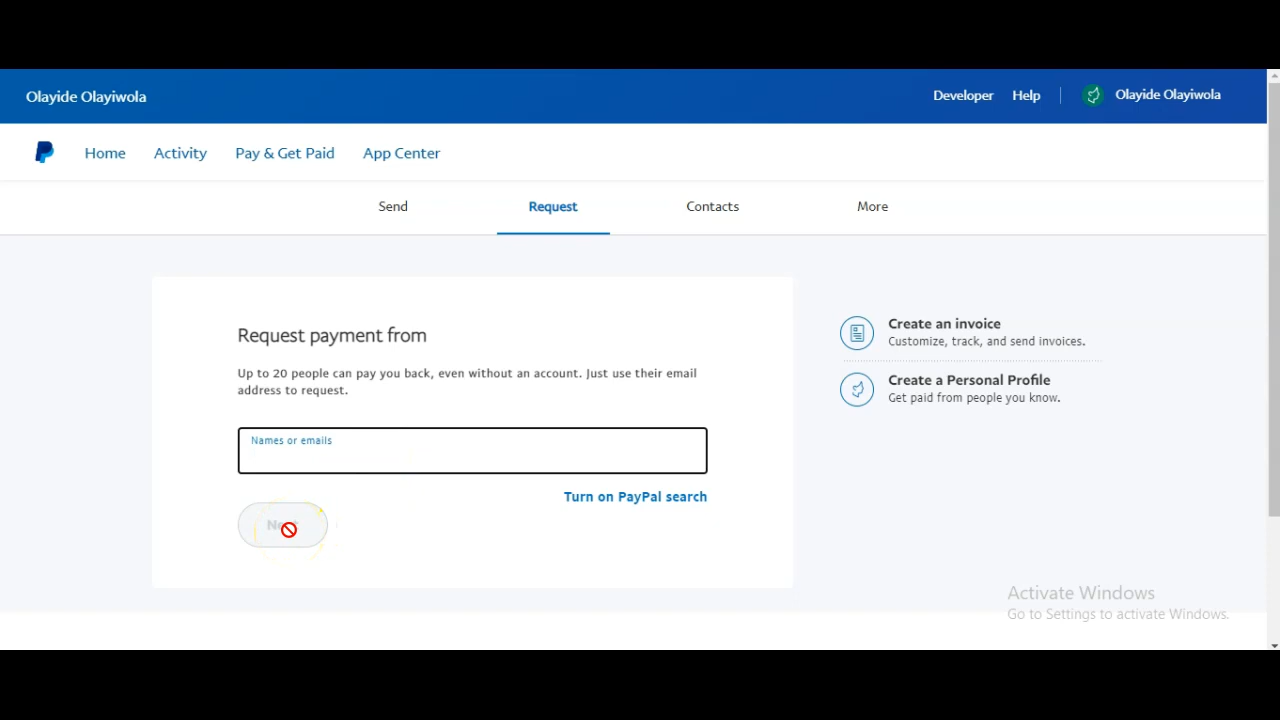 Olayide Olayiwola
Developer Help Olayide Olayiwola
Home Activity Pay & Get Paid App Center
Send Request Contacts More
Request payment from
Up to 20 people can pay you back, even without an account. Just use their email
address to request.
Names or emails
Turn on PayPal search
Create an invoice
Customize, track, and send invoices.
Create a Personal Profile
Get paid from people you know.
Activate Windows
Go to Settings to activate Windows.